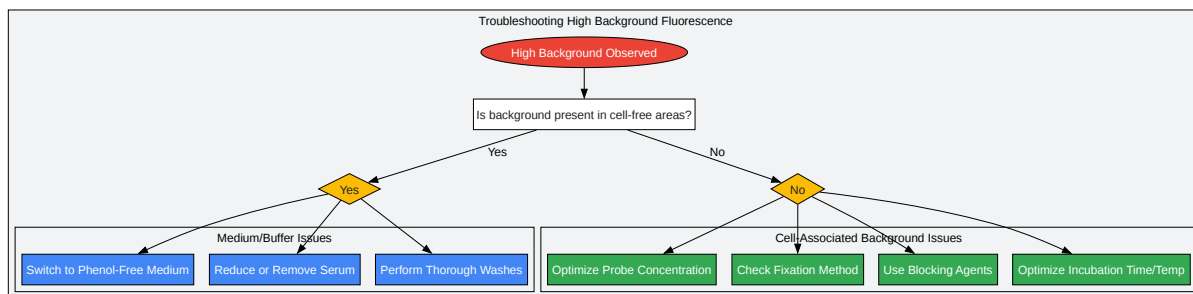 Troubleshooting High Background Fluorescence
High Background Observed
Is background present in cell-free areas?
Yes
No
Yes
No
Medium/Buffer Issues
Cell-Associated Background Issues
Switch to Phenol-Free Medium
Reduce or Remove Serum
Perform Thorough Washes
Optimize Probe Concentration
Check Fixation Method
Use Blocking Agents
Optimize Incubation Time/Temp